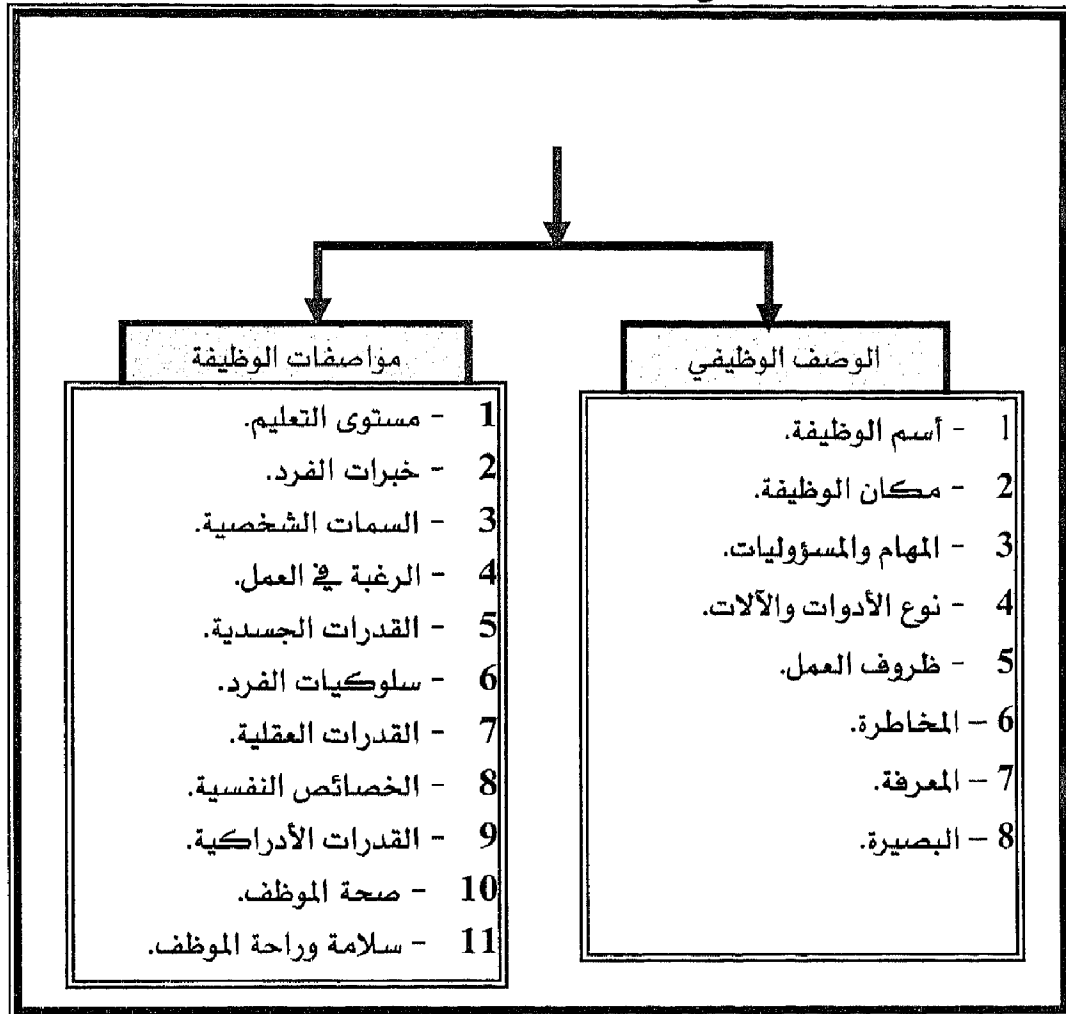 الوصف الوظيفي
1 - أسم الوظيفة.
2 - مكان الوظيفة.
3 - المهام والمسؤوليات.
4 - نوع الأدوات والآلات.
5 - ظروف العمل.
6 – المخاطرة.
7 – المعرفة.
8 – البصيرة.
مواصفات الوظيفة
1 - مستوى التعليم.
2 - خبرات الفرد.
3 - السمات الشخصية.
4 - الرغبة في العمل.
5 - القدرات الجسدية.
6 - سلوكيات الفرد.
7 - القدرات العقلية.
8 - الخصائص النفسية.
9 - القدرات الأدراكية.
10 - صحة الموظف.
11 - سلامة وراحة الموظف.